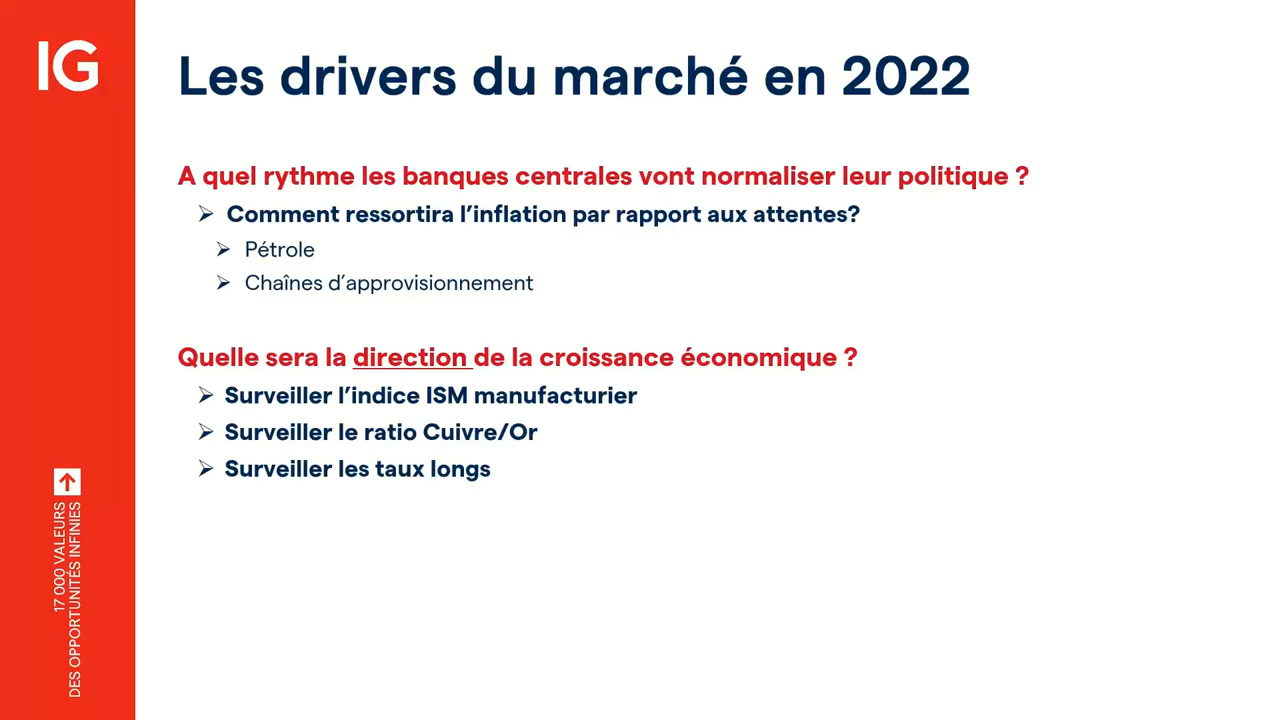 IG
Les drivers du marché en 2022
A quel rythme les banques centrales vont normaliser leur politique ?
Comment ressortira l’inflation par rapport aux attentes?
Pétrole
Chaînes d’approvisionnement
Quelle sera la direction de la croissance économique ?
Surveiller l’indice ISM manufacturier
Surveiller le ratio Cuivre/Or
Surveiller les taux longs
17 000 VALEURS
DES OPPORTUNITÉS INFINIES